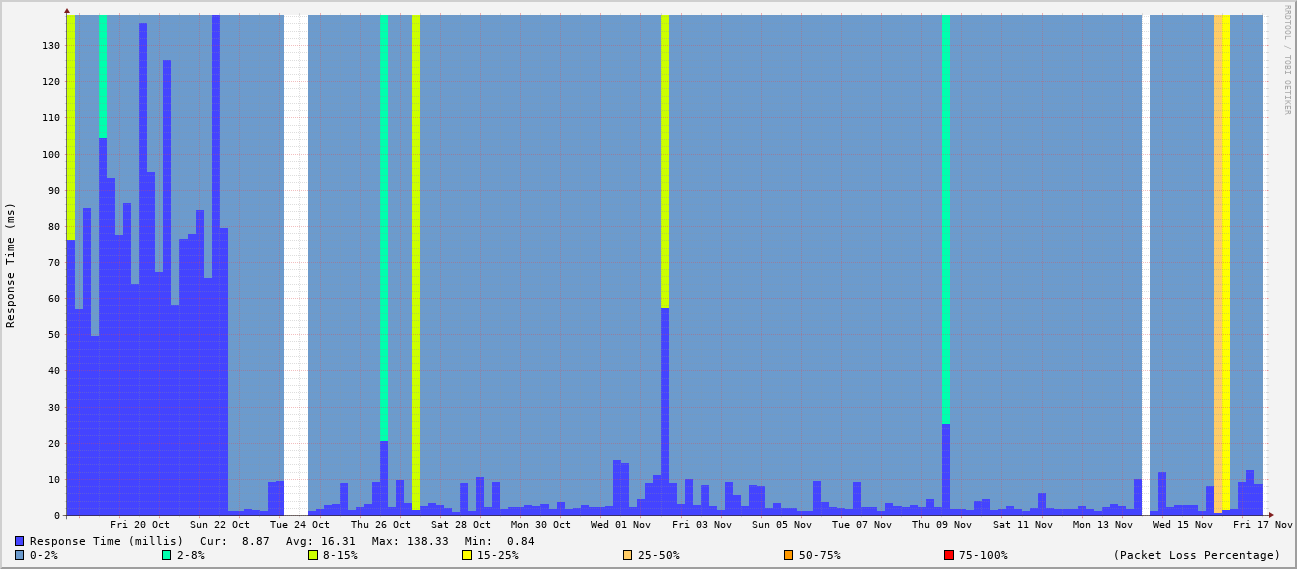 RRDTOOL / TOBI OETIKER
Response Time (ms)
130
120
110
100
90
80
70
60
50
40
30
20
10
0
Fri 20 Oct Sun 22 Oct Tue 24 Oct Thu 26 Oct Sat 28 Oct Mon 30 Oct Wed 01 Nov Fri 03 Nov Sun 05 Nov Tue 07 Nov Thu 09 Nov Sat 11 Nov Mon 13 Nov Wed 15 Nov Fri 17 Nov
Response Time (millis) Cur: 8.87 Avg: 16.31 Max: 138.33 Min: 0.84
0-2% 2-8% 8-15% 15-25% 25-50% 50-75% 75-100% (Packet Loss Percentage)